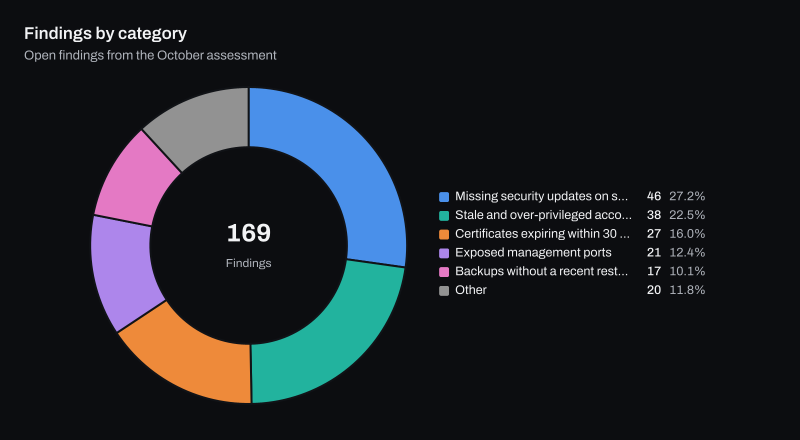 Findings by category
Open findings from the October assessment
169
Findings
Missing security updates on s... 46 27.2%
Stale and over-privileged acco... 38 22.5%
Certificates expiring within 30 ... 27 16.0%
Exposed management ports 21 12.4%
Backups without a recent rest... 17 10.1%
Other 20 11.8%